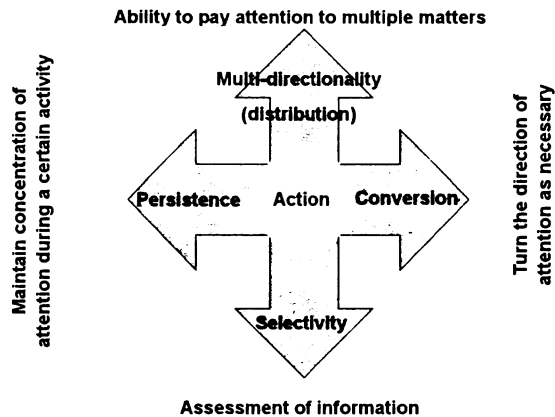 Ability to pay attention to multiple matters
Multi-directionality
(distribution)
Maintain concentration of
attention during a certain activity
Persistence
Action
Conversion
Turn the direction of
attention as necessary
Selectivity
Assessment of information